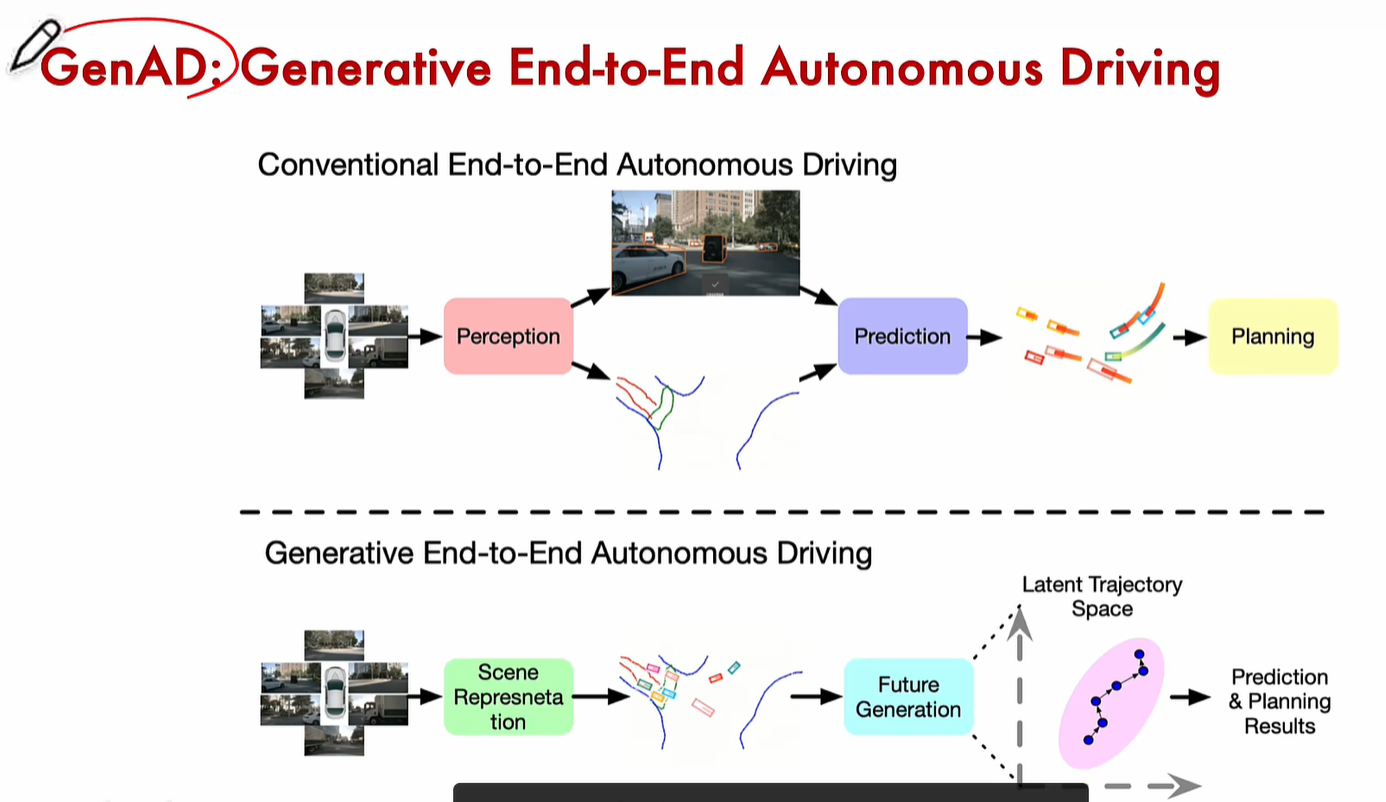 GenAD: Generative End-to-End Autonomous Driving
Conventional End-to-End Autonomous Driving
Perception
Prediction
Planning
Generative End-to-End Autonomous Driving
Latent Trajectory
Space
Scene
Represneta
tion
Future
Generation
Prediction
& Planning
Results